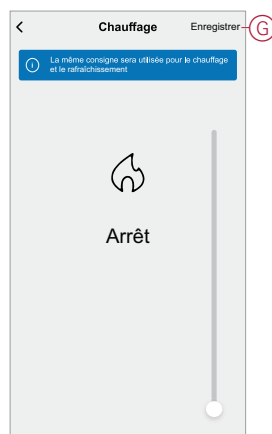 Chauffage Enregistrer G
La même consigne sera utilisée pour le chauffage
et le rafraîchissement
Arrêt